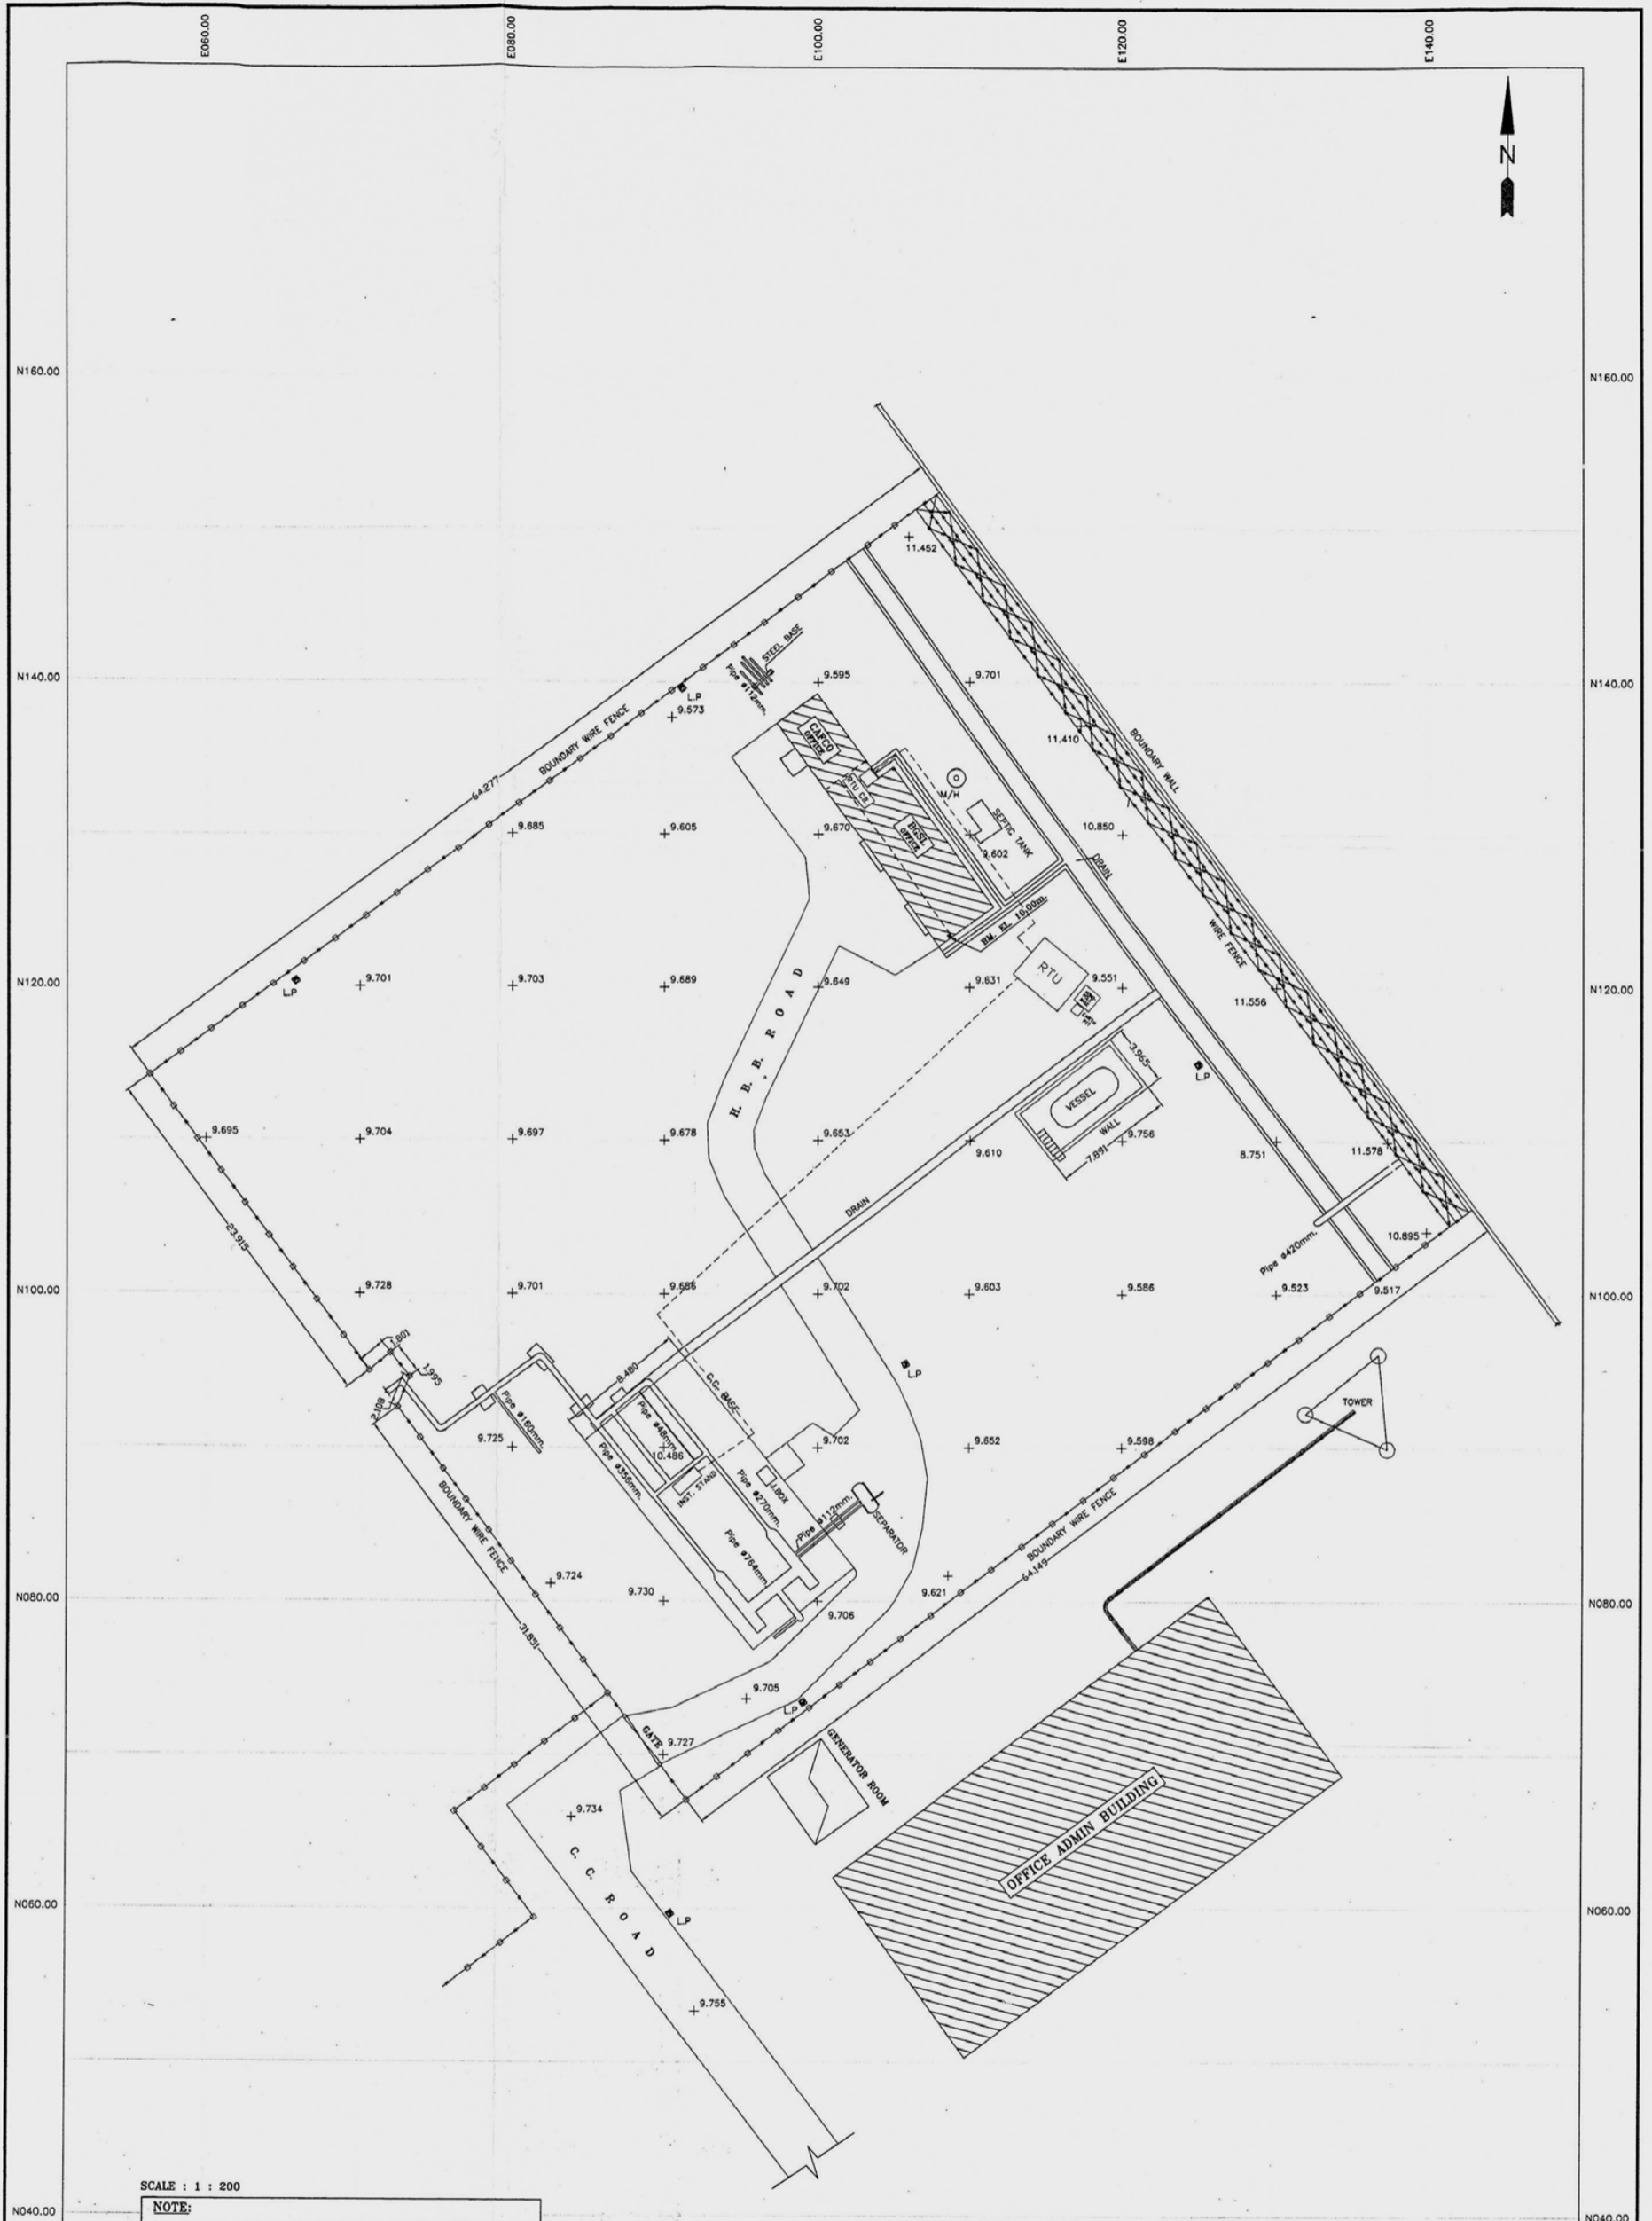 E060.00
E080.00
E100.00
E120.00
E140.00
N
N160.00
N160.00
11.452
STEEL BASE
Pipe ø112mm.
N140.00
L.P
9.573
9.595
9.701
N140.00
BOUNDARY WIRE FENCE
64.277
CAFCO
OFFICE
11.410
BOUNDARY WALL
RTU CB.
M/H
SEPTIC TANK
BGSL
OFFICE
9.685
9.605
9.670
9.602
10.850
DRAIN
BM. EL. 10.00m.
WIRE FENCE
N120.00
L.P
9.701
9.703
9.689
9.649
9.631
RTU
9.551
11.556
N120.00
H. B. B. ROAD
3.965
L.P
VESSEL
WALL
7.891
9.695
9.704
9.697
9.678
9.653
9.610
9.756
8.751
11.578
23.915
DRAIN
Pipe ø420mm.
10.895
N100.00
9.728
9.701
9.686
9.702
9.603
9.586
9.523
9.517
N100.00
1.801
1.995
2.108
8.480
C.C. BASE
L.P
TOWER
Pipe ø160mm.
Pipe ø48mm.
9.725
10.486
9.702
9.652
9.598
Pipe ø356mm.
INST. STAND
Pipe ø270mm.
J.BOX
Pipe ø112mm.
SEPARATOR
Pipe ø764mm.
BOUNDARY WIRE FENCE
BOUNDARY WIRE FENCE
64.149
N080.00
9.724
9.730
9.706
9.621
N080.00
31.851
9.705
L.P
GATE
9.727
GENERATOR ROOM
9.734
C. C. ROAD
OFFICE ADMIN BUILDING
N060.00
L.P
N060.00
9.755
SCALE : 1 : 200
NOTE:
N040.00
N040.00